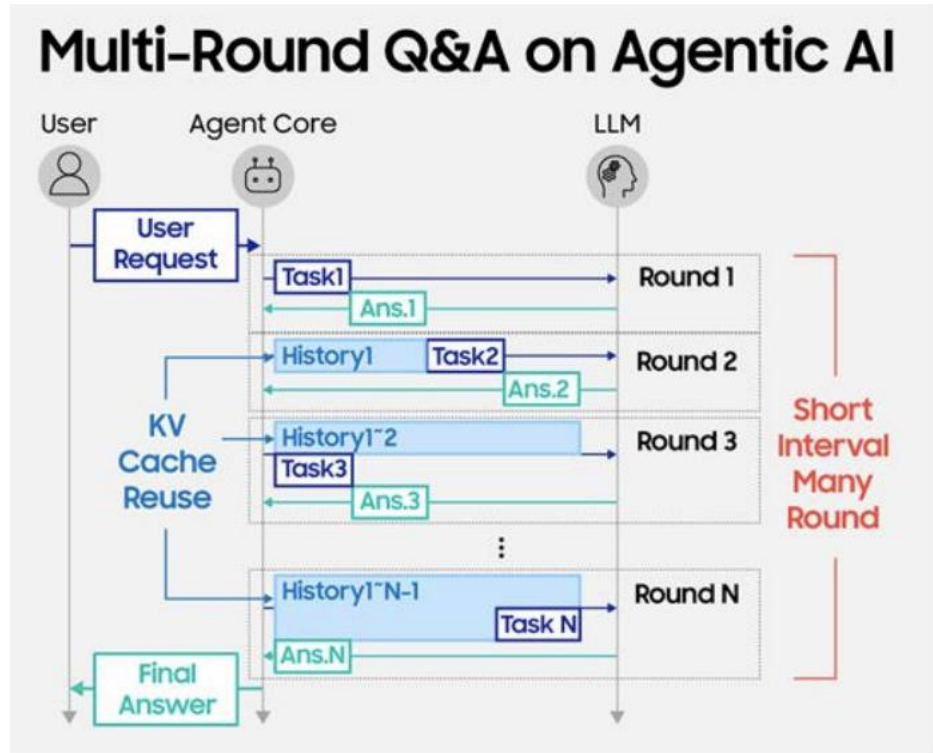 Multi-Round Q&A on Agentic AI
User
Agent Core
LLM
User
Request
Task1
Round 1
Ans.1
History1
Task2
Round 2
Ans.2
KV
Cache
Reuse
History1~2
Round 3
Task3
Ans.3
Short
Interval
Many
Round
⋮
History1~N-1
Round N
Task N
Ans.N
Final
Answer